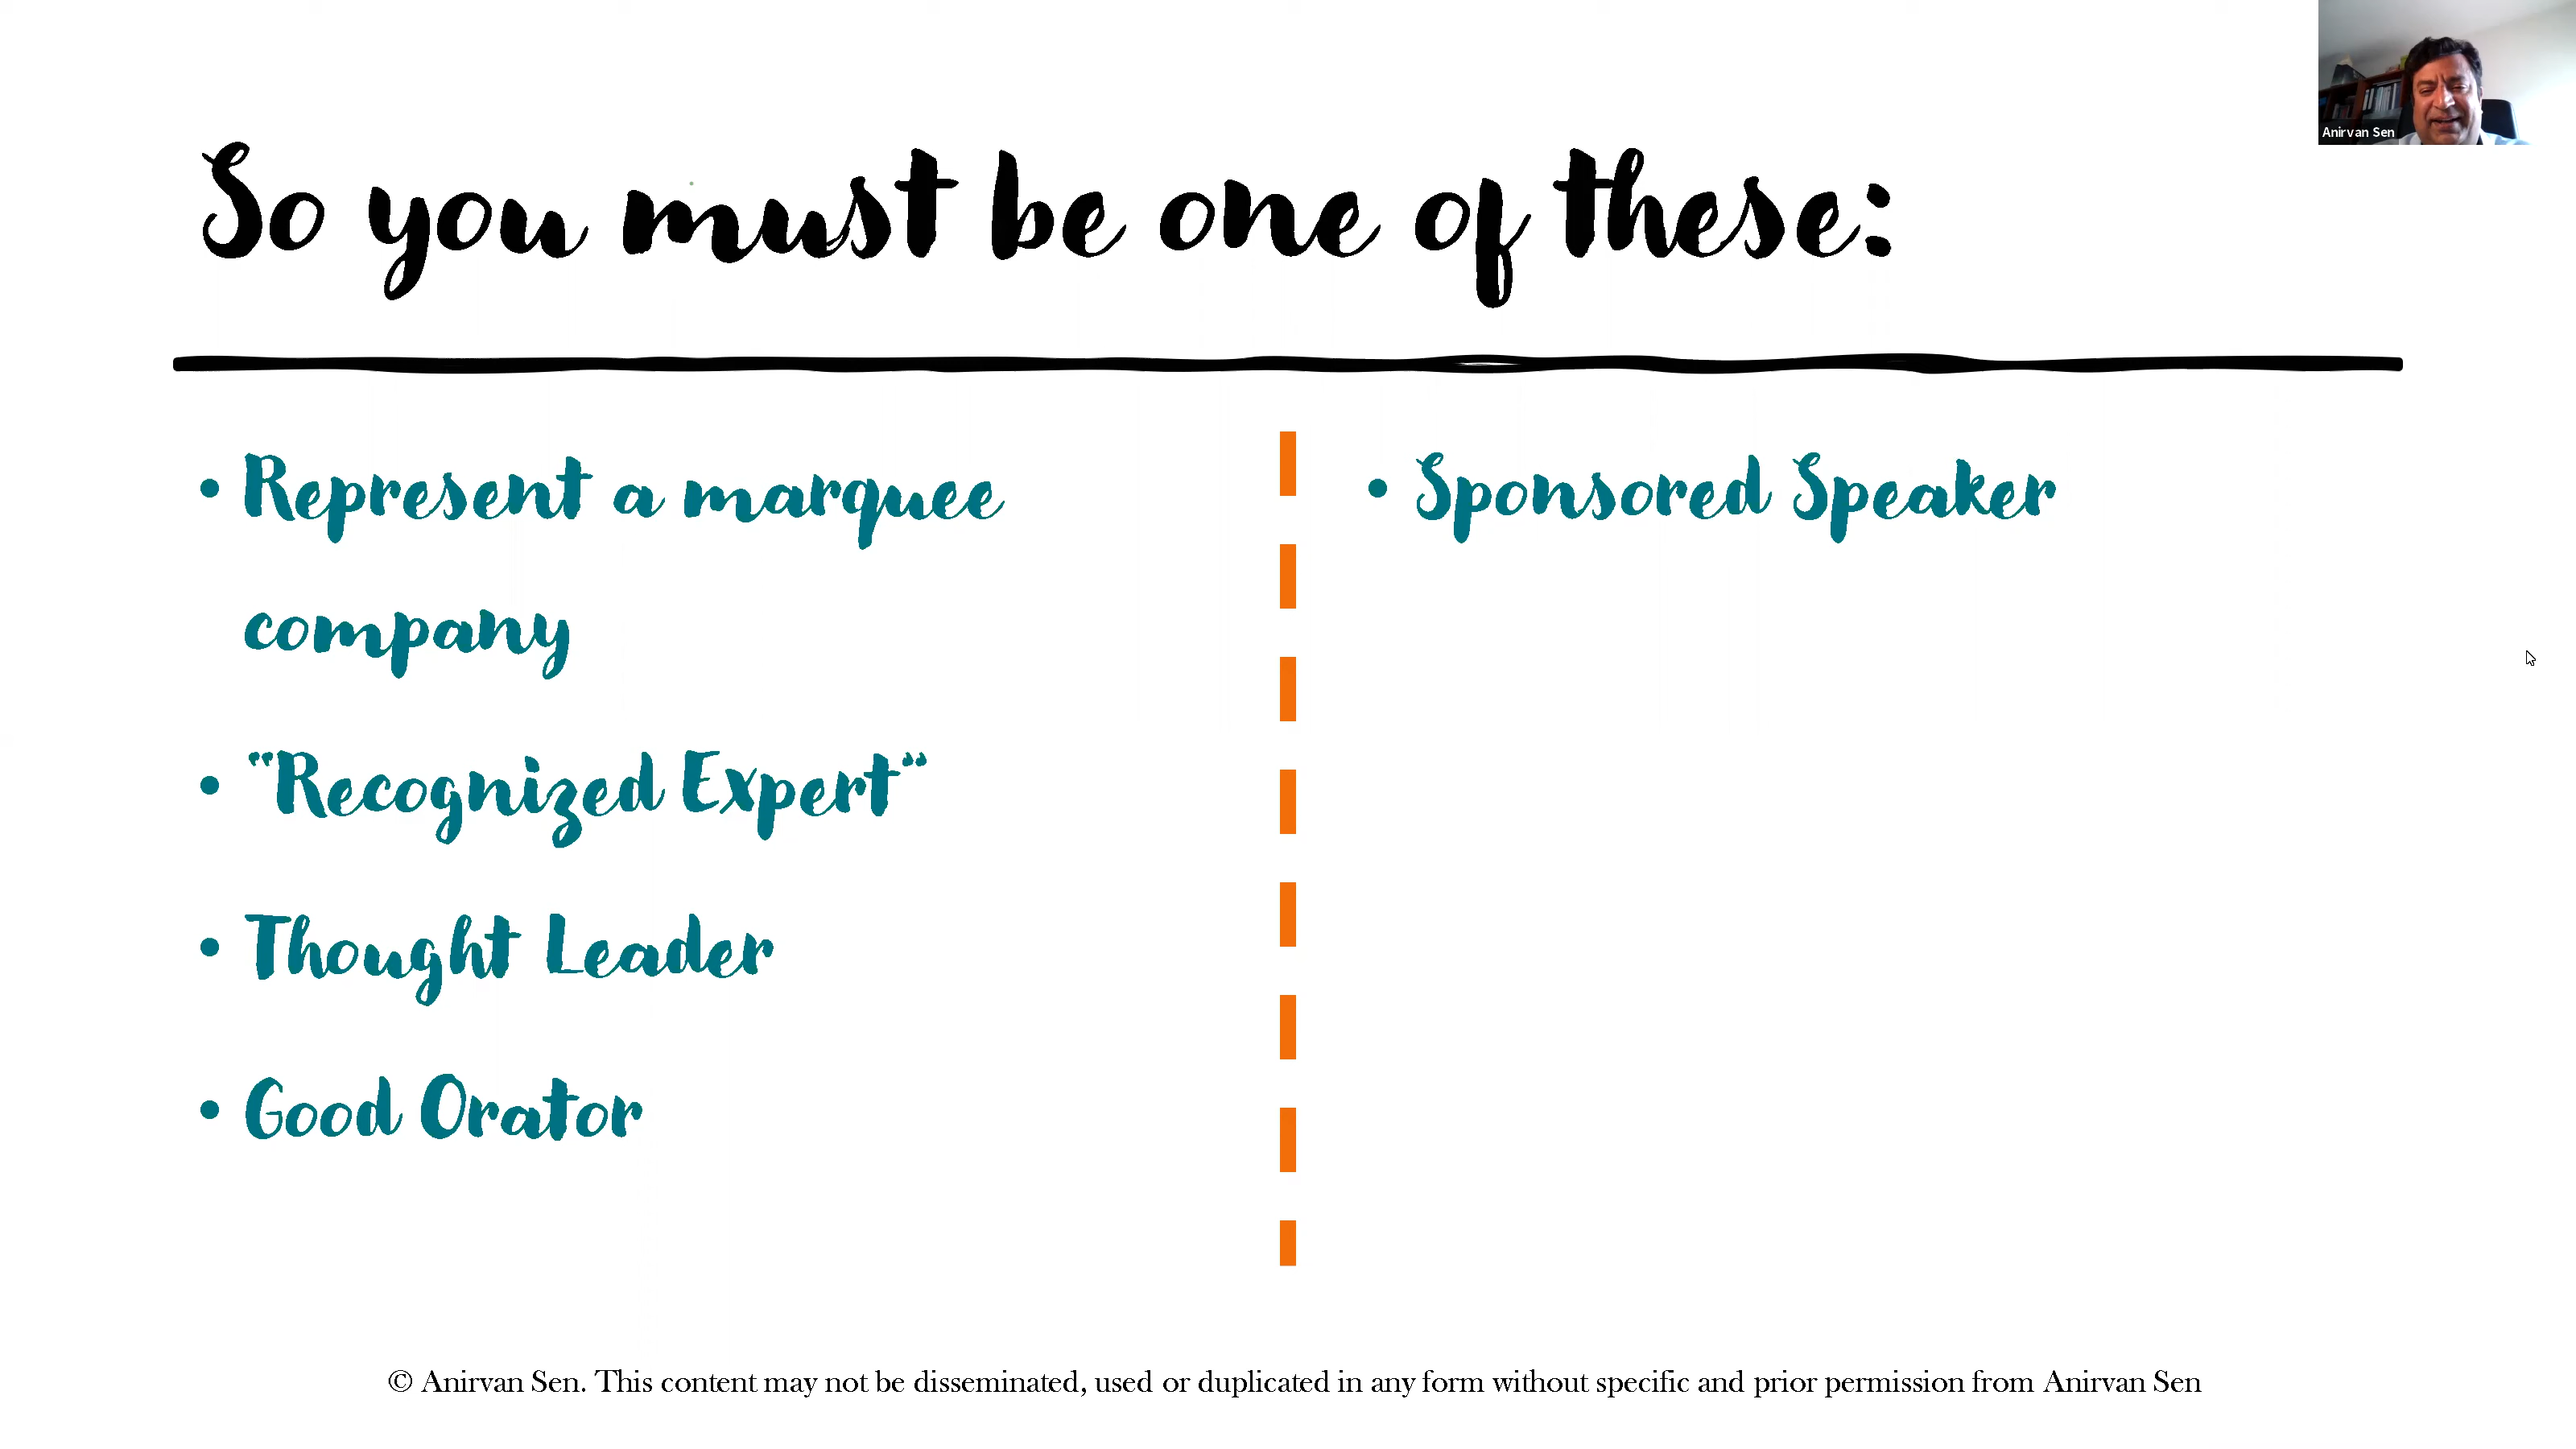 Anirvan Sen
So you must be one of these:
• Represent a marquee
company
• "Recognized Expert"
• Thought Leader
• Good Orator
• Sponsored Speaker
© Anirvan Sen. This content may not be disseminated, used or duplicated in any form without specific and prior permission from Anirvan Sen